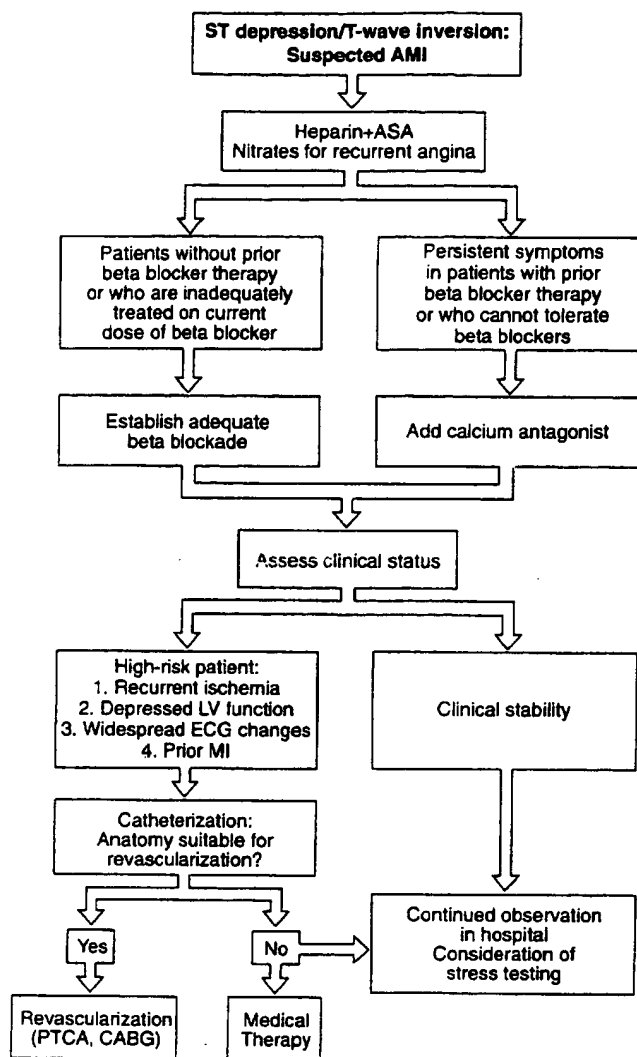 ST depression/T-wave inversion:
Suspected AMI
Heparin+ASA
Nitrates for recurrent angina
Patients without prior
beta blocker therapy
or who are inadequately
treated on current
dose of beta blocker
Persistent symptoms
in patients with prior
beta blocker therapy
or who cannot tolerate
beta blockers
Establish adequate
beta blockade
Add calcium antagonist
Assess clinical status
High-risk patient:
1. Recurrent ischemia
2. Depressed LV function
3. Widespread ECG changes
4. Prior MI
Clinical stability
Catheterization:
Anatomy suitable for
revascularization?
Yes
No
Continued observation
in hospital
Consideration of
stress testing
Revascularization
(PTCA, CABG)
Medical
Therapy